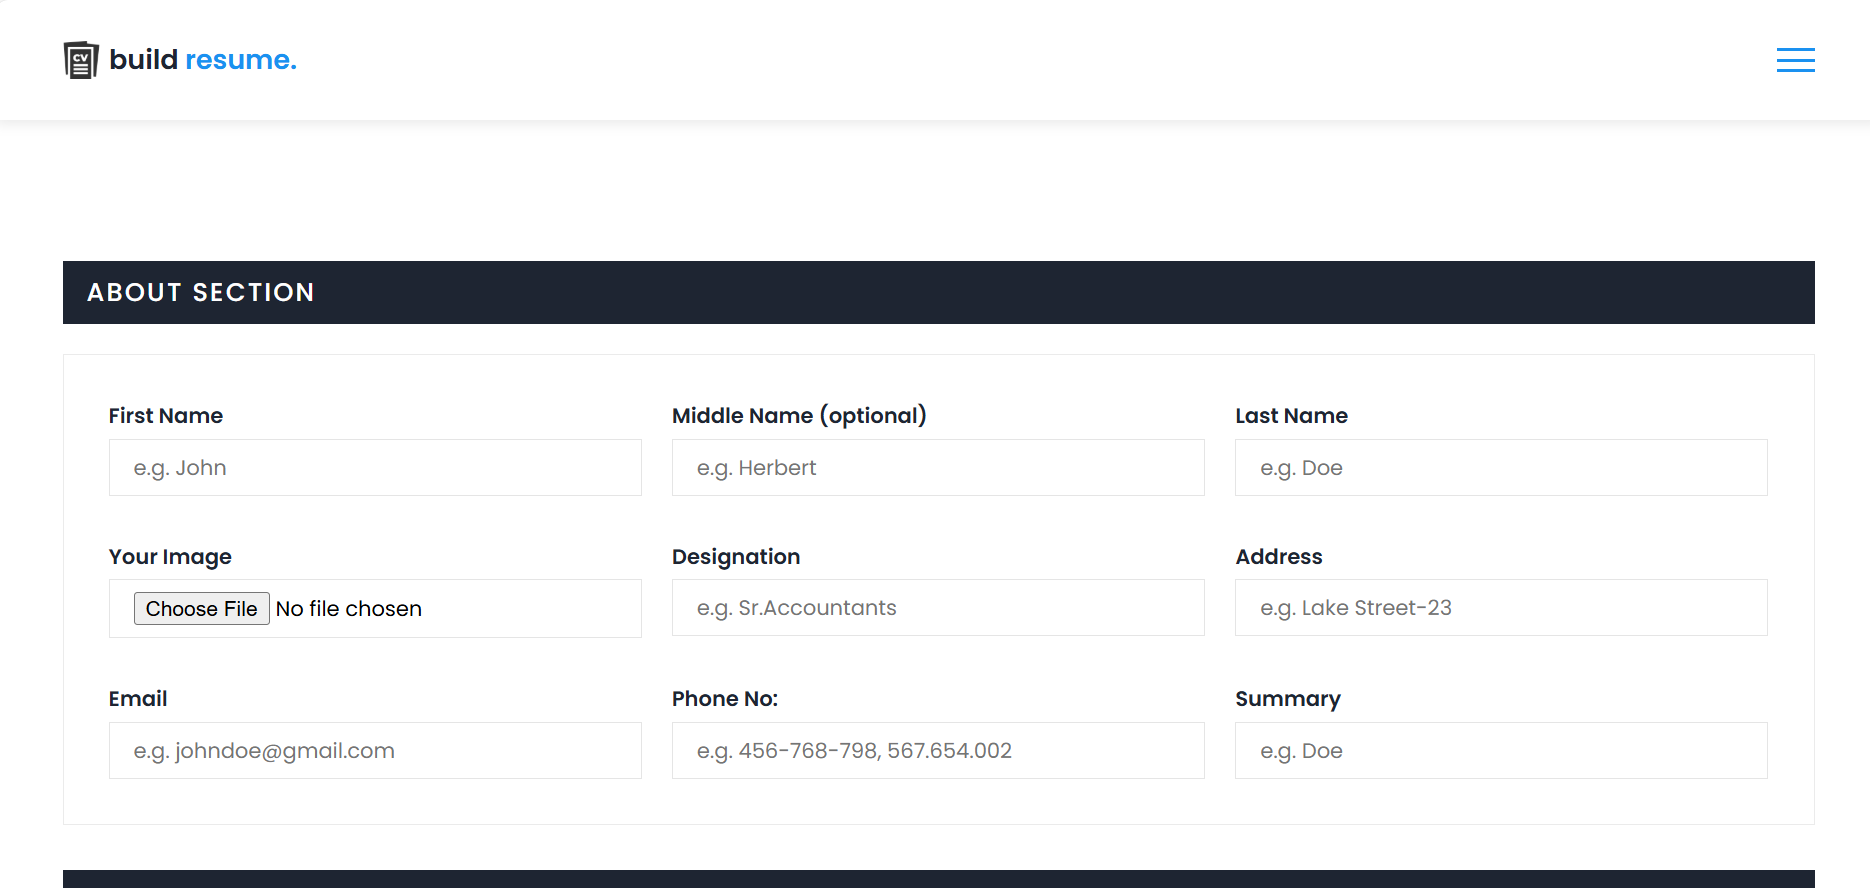 CV build resume.
ABOUT SECTION
First Name Middle Name (optional) Last Name
e.g. John e.g. Herbert e.g. Doe
Your Image Designation Address
Choose File No file chosen e.g. Sr.Accountants e.g. Lake Street-23
Email Phone No: Summary
e.g. johndoe@gmail.com e.g. 456-768-798, 567.654.002 e.g. Doe